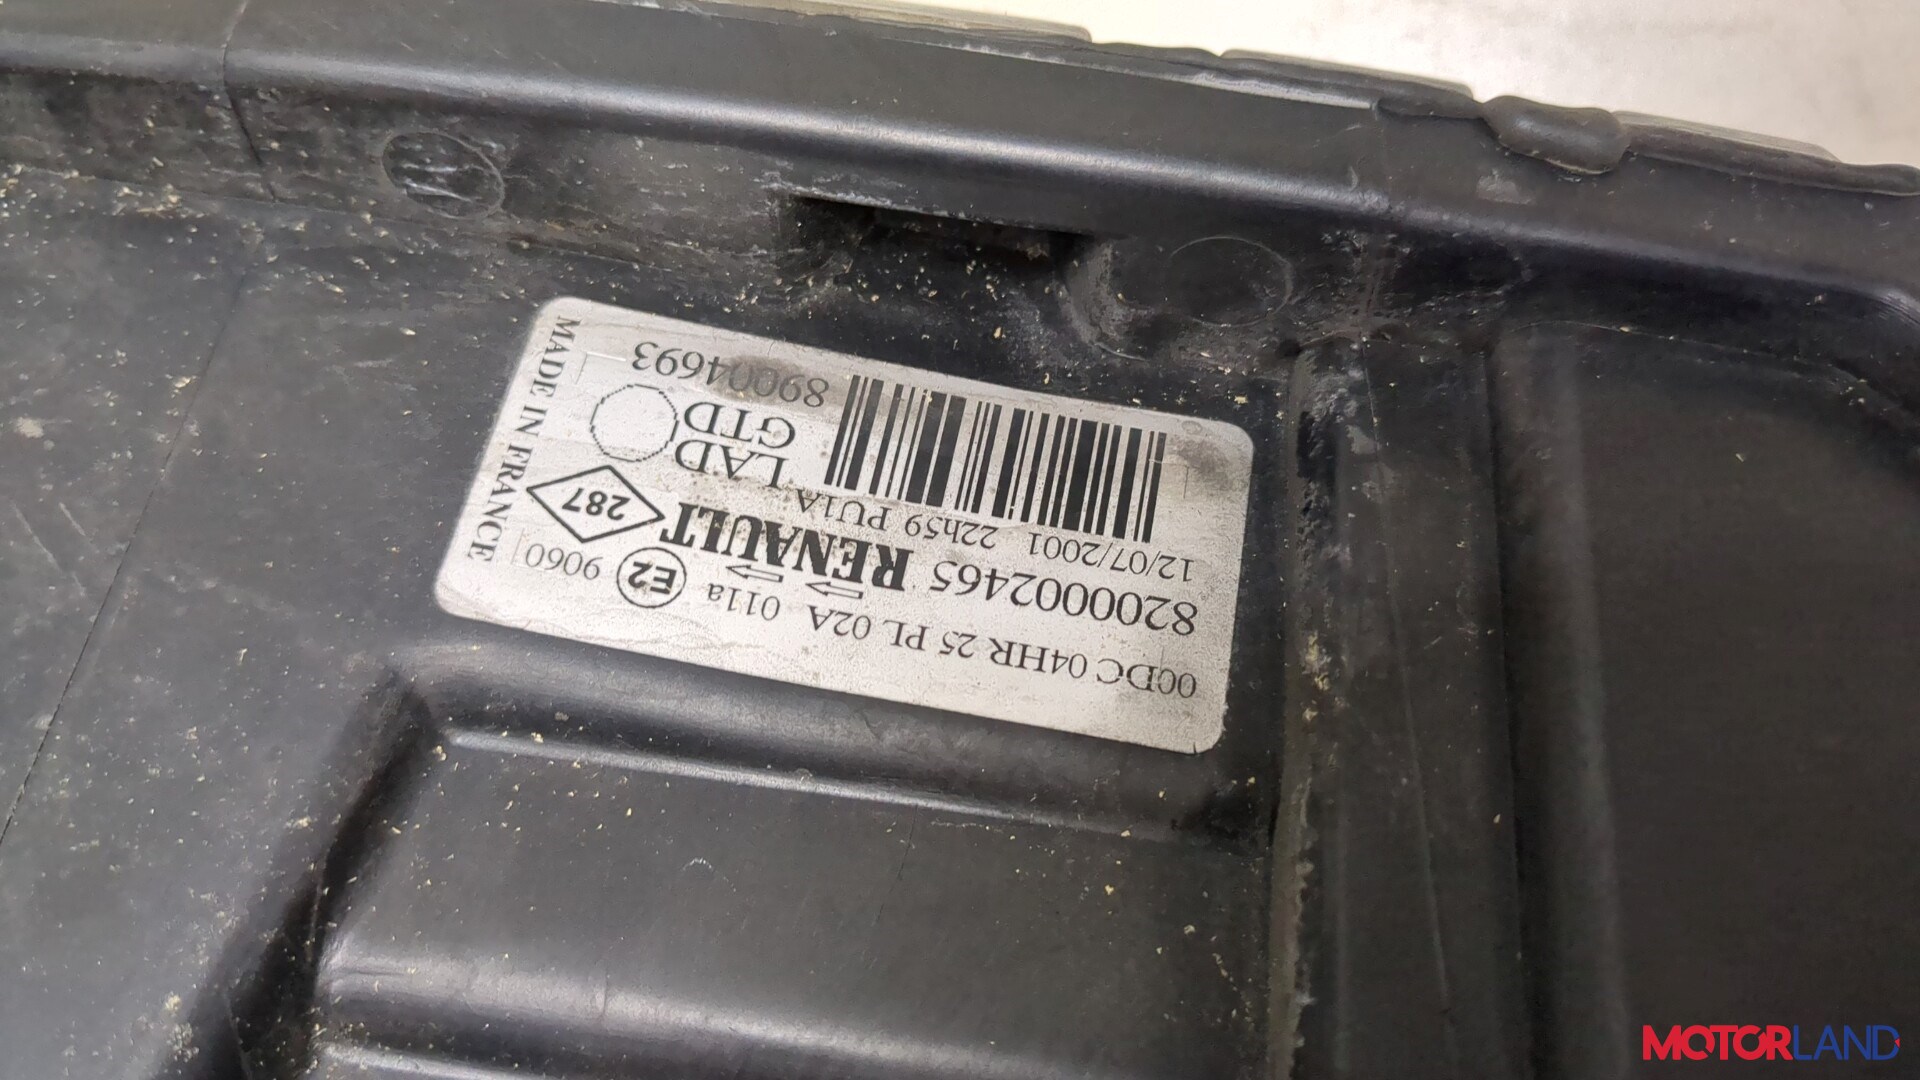 00DC 04HR 25 PL 02A 011a E2 9060
8200002465 RENAULT 287
12/07/2001 22h59 PU1A LAD
GTD
89004693
MADE IN FRANCE
MOTORLAND